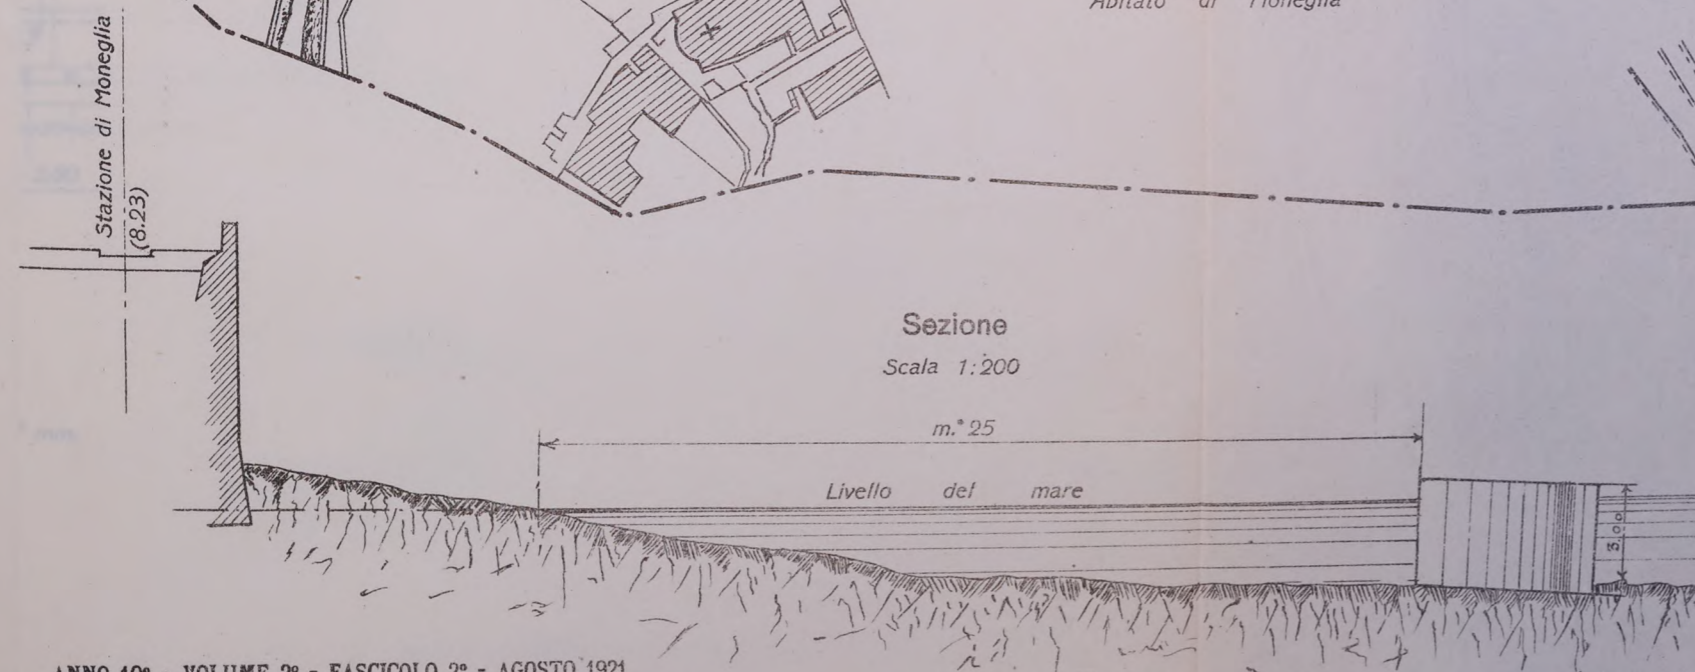 Abitato di Moneglia
Stazione di Moneglia
(8.23)
Sezione
Scala 1:200
m.° 25
Livello del mare
3.00
ANNO 10° - VOLUME 2° - FASCICOLO 2° - AGOSTO 1921